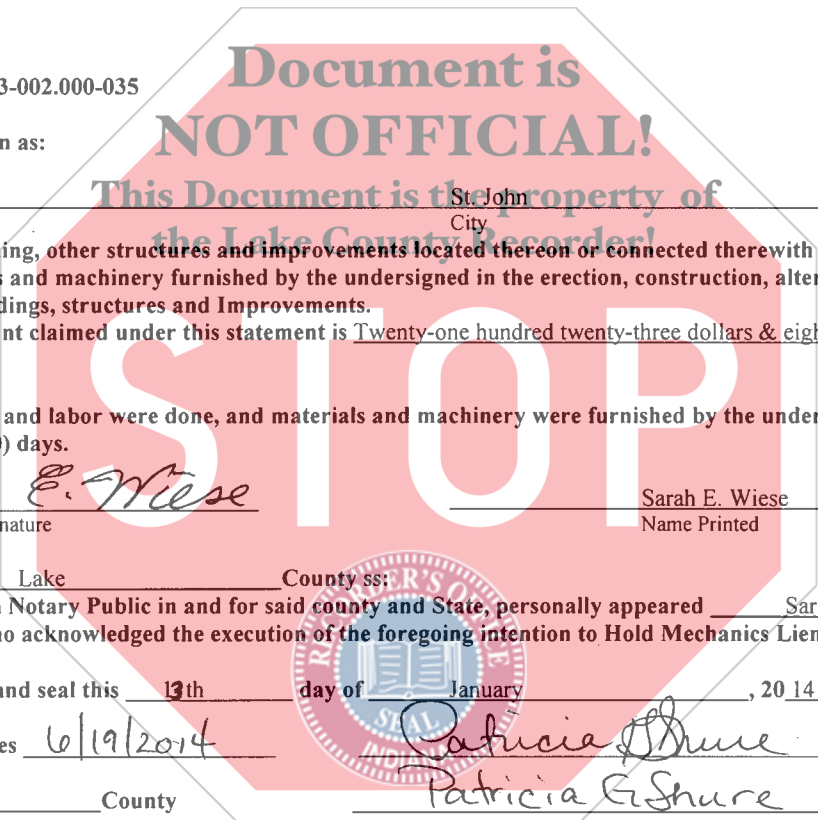 Document is
3-002.000-035
NOT OFFICIAL!
n as:
This Document is the property of
St. John
City
the Lake County Recorder!
ing, other structures and improvements located thereon or connected therewith
s and machinery furnished by the undersigned in the erection, construction, alter
dings, structures and Improvements.
nt claimed under this statement is Twenty-one hundred twenty-three dollars & eigh
STOP
and labor were done, and materials and machinery were furnished by the under
) days.
E. Wiese
Sarah E. Wiese
nature
Name Printed
Lake County ss:
Notary Public in and for said county and State, personally appeared Sar
o acknowledged the execution of the foregoing intention to Hold Mechanics Lien
RECORDER'S OFFICE
and seal this 13th day of January, 20 14
SEAL
INDIANA
es 6/19/2014 Patricia G Shure
County Patricia G Shure